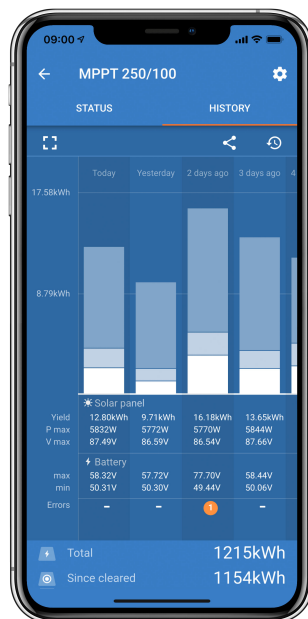 09:00
MPPT 250/100
STATUS HISTORY
Today Yesterday 2 days ago 3 days ago 4
17.58kWh
8.79kWh
Solar panel
Yield 12.80kWh 9.71kWh 16.18kWh 13.65kWh
P max 5832W 5772W 5770W 5844W
V max 87.49V 86.59V 86.54V 87.66V
Battery
max 58.32V 57.72V 77.70V 58.44V
min 50.31V 50.30V 49.44V 50.06V
Errors - - 1 -
Total 1215kWh
Since cleared 1154kWh